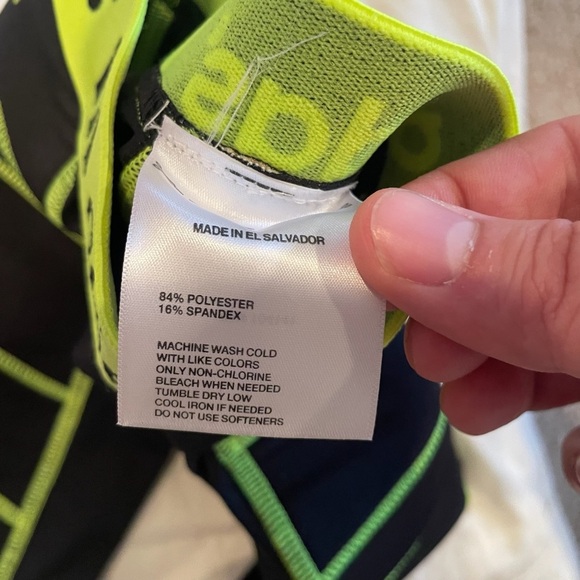 MADE IN EL SALVADOR
84% POLYESTER
16% SPANDEX
MACHINE WASH COLD
WITH LIKE COLORS
ONLY NON-CHLORINE
BLEACH WHEN NEEDED
TUMBLE DRY LOW
COOL IRON IF NEEDED
DO NOT USE SOFTENERS